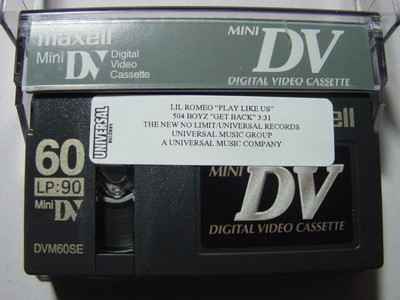 maxell
Mini DV Digital Video Cassette
MINI DV
DIGITAL VIDEO CASSETTE
UNIVERSAL
LIL ROMEO "PLAY LIKE US"
504 BOYZ "GET BACK" 3:31
THE NEW NO LIMIT/UNIVERSAL RECORDS
UNIVERSAL MUSIC GROUP
A UNIVERSAL MUSIC COMPANY
ell
60
LP:90
Mini DV
DVM60SE
MINI DV
DIGITAL VIDEO CASSETTE